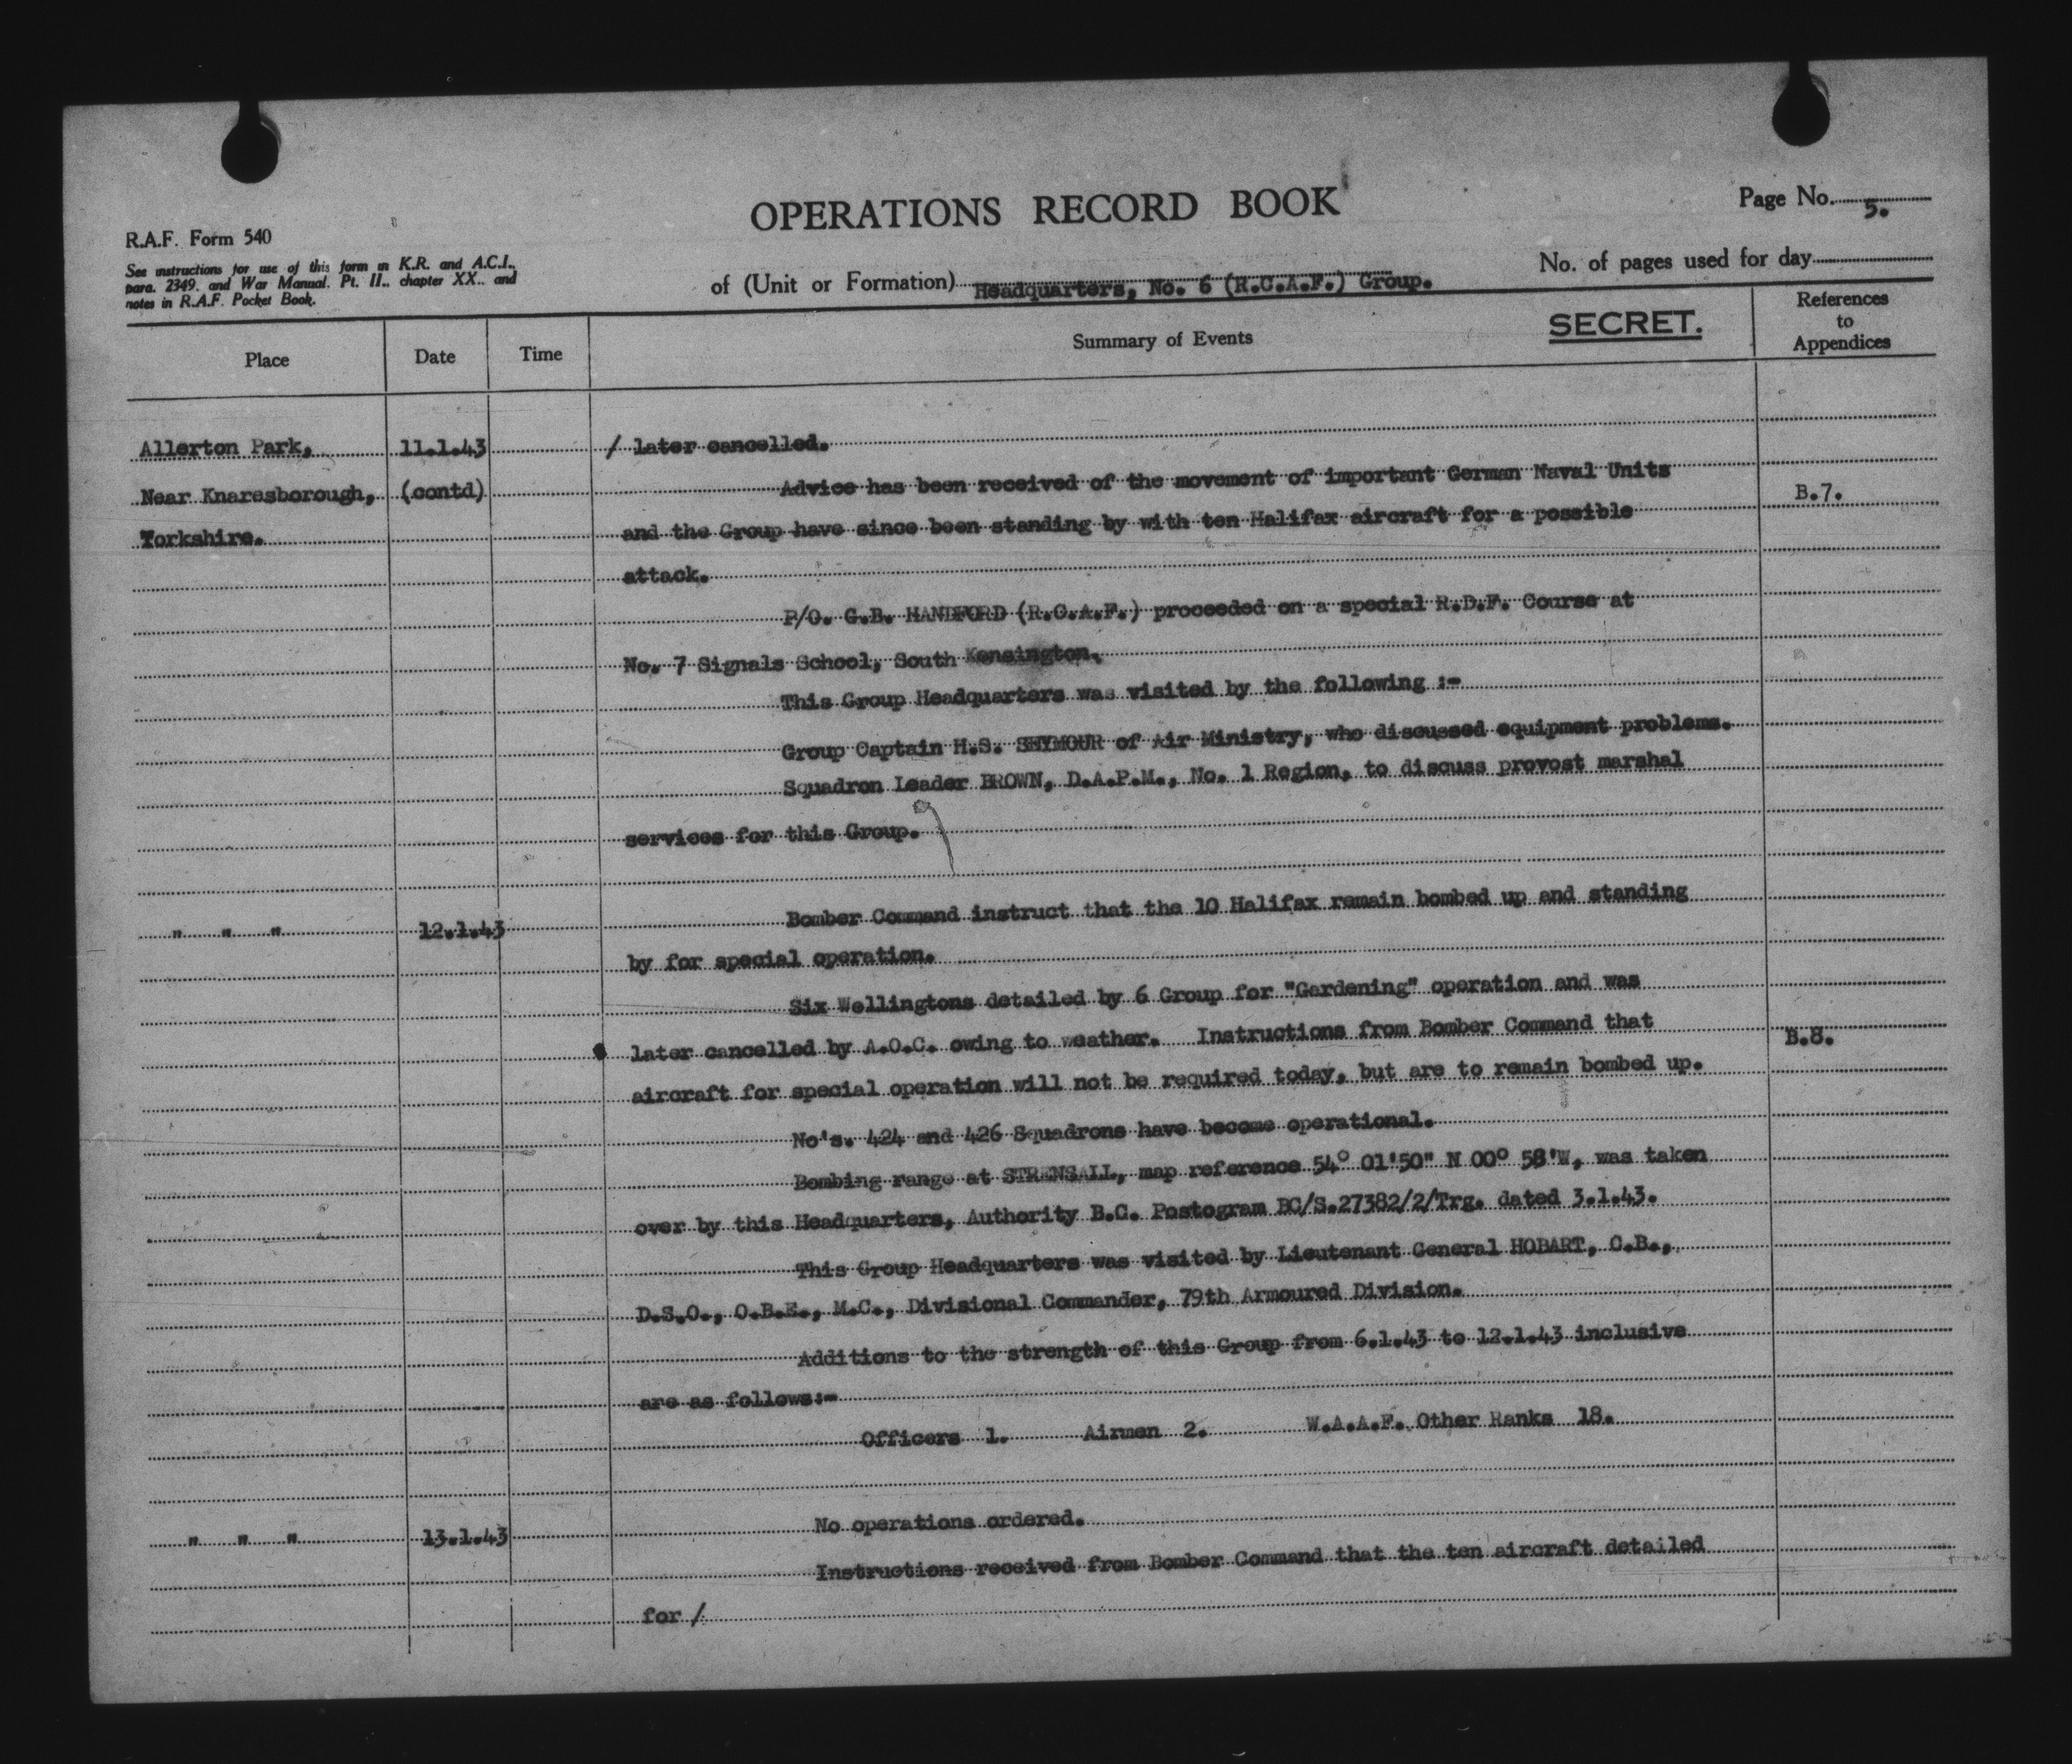 OPERATIONS RECORD BOOK
Page No. 5.
R.A.F. Form 540
See instructions for use of this form in K.R. and A.C.I.,
para. 2349, and War Manual, Pt. II., chapter XX., and
notes in R.A.F. Pocket Book.
of (Unit or Formation) Headquarters, No. 6 (R.C.A.F.) Group.
No. of pages used for day
Place Date Time Summary of Events SECRET. References to Appendices
Allerton Park, 11.1.43 / later cancelled.
Near Knaresborough, (contd) Advice has been received of the movement of important German Naval Units
B.7.
Yorkshire. and the Group have since been standing by with ten Halifax aircraft for a possible
attack.
P/O. G.B. HANDFORD (R.C.A.F.) proceeded on a special R.D.F. Course at
No. 7 Signals School, South Kensington.
This Group Headquarters was visited by the following :-
Group Captain H.S. SEYMOUR of Air Ministry, who discussed equipment problems.
Squadron Leader BROWN, D.A.P.M., No. 1 Region, to discuss provost marshal
services for this Group.
" " " 12.1.43 Bomber Command instruct that the 10 Halifax remain bombed up and standing
by for special operation.
Six Wellingtons detailed by 6 Group for "Gardening" operation and was
later cancelled by A.O.C. owing to weather. Instructions from Bomber Command that B.8.
aircraft for special operation will not be required today, but are to remain bombed up.
No's. 424 and 426 Squadrons have become operational.
Bombing range at STRENSALL, map reference 54° 01'50" N 00° 58'W, was taken
over by this Headquarters, Authority B.C. Postogram BC/S.27382/2/Trg. dated 3.1.43.
This Group Headquarters was visited by Lieutenant General HOBART, C.B.,
D.S.O., O.B.E., M.C., Divisional Commander, 79th Armoured Division.
Additions to the strength of this Group from 6.1.43 to 12.1.43 inclusive
are as follows:-
Officers 1. Airmen 2. W.A.A.F. Other Ranks 18.
" " " 13.1.43 No operations ordered.
Instructions received from Bomber Command that the ten aircraft detailed
for /